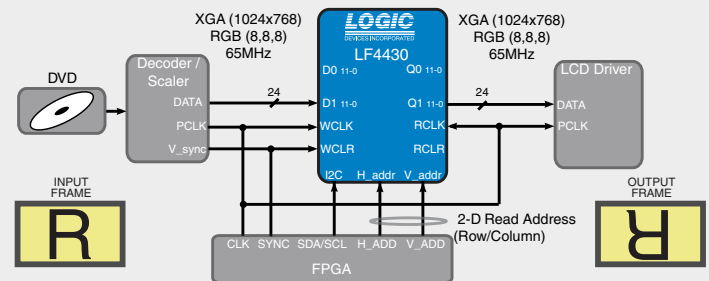 XGA (1024x768)
RGB (8,8,8)
65MHz
LOGIC
DEVICES INCORPORATED
LF4430
XGA (1024x768)
RGB (8,8,8)
65MHz
DVD
Decoder /
Scaler
DATA
PCLK
V_sync
24
D0 11-0
D1 11-0
WCLK
WCLR
Q0 11-0
Q1 11-0
RCLK
RCLR
I2C H_addr V_addr
24
LCD Driver
DATA
PCLK
INPUT
FRAME
R
2-D Read Address
(Row/Column)
OUTPUT
FRAME
R
CLK SYNC SDA/SCL H_ADD V_ADD
FPGA